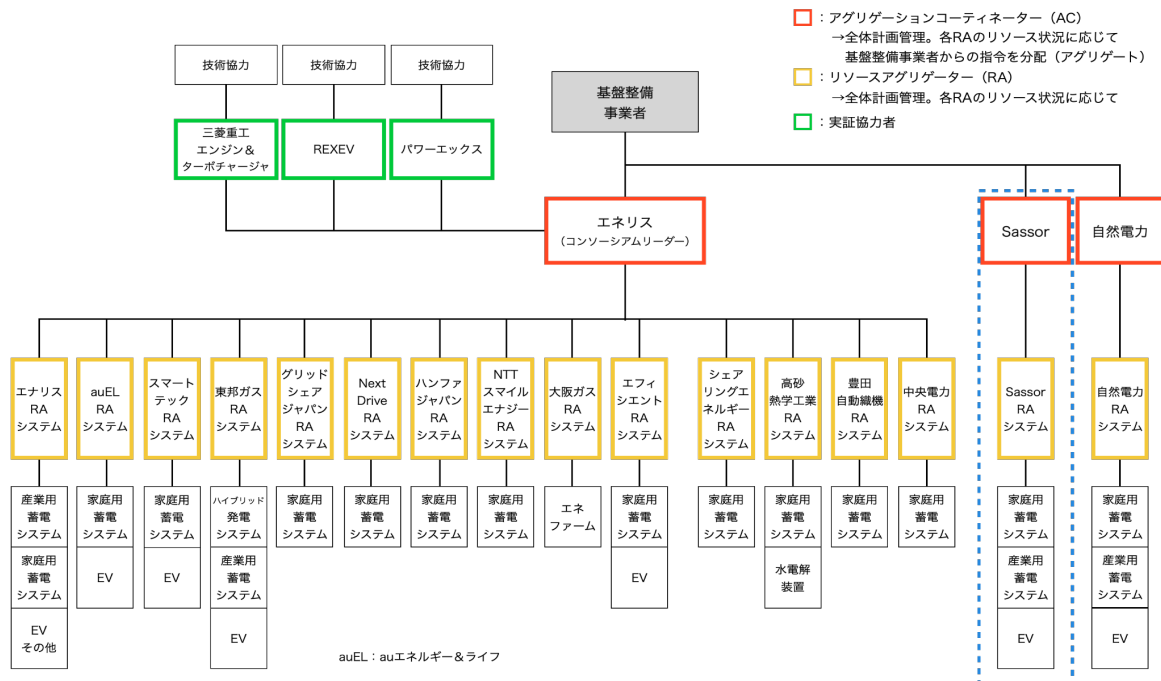 ：アグリゲーションコーティネーター（AC）
→全体計画管理。各RAのリソース状況に応じて
基盤整備事業者からの指令を分配（アグリゲート）
：リソースアグリゲーター（RA）
→全体計画管理。各RAのリソース状況に応じて
：実証協力者
技術協力
技術協力
技術協力
基盤整備
事業者
三菱重工
エンジン＆
ターボチャージャ
REXEV
パワーエックス
エネリス
（コンソーシアムリーダー）
Sassor
自然電力
エナリス
RA
システム
auEL
RA
システム
スマート
テック
RA
システム
東邦ガス
RA
システム
グリッド
シェア
ジャパン
RA
システム
Next
Drive
RA
システム
ハンファ
ジャパン
RA
システム
NTT
スマイル
エナジー
RA
システム
大阪ガス
RA
システム
エフィ
シエント
RA
システム
シェア
リングエ
ネルギー
RA
システム
高砂
熱学工業
RA
システム
豊田
自動織機
RA
システム
中央電力
RA
システム
Sassor
RA
システム
自然電力
RA
システム
産業用
蓄電
システム
家庭用
蓄電
システム
家庭用
蓄電
システム
ハイブリッド
発電
システム
家庭用
蓄電
システム
家庭用
蓄電
システム
家庭用
蓄電
システム
家庭用
蓄電
システム
エネ
ファーム
家庭用
蓄電
システム
家庭用
蓄電
システム
家庭用
蓄電
システム
家庭用
蓄電
システム
家庭用
蓄電
システム
家庭用
蓄電
システム
家庭用
蓄電
システム
家庭用
蓄電
システム
EV
EV
産業用
蓄電
システム
EV
水電解
装置
産業用
蓄電
システム
産業用
蓄電
システム
EV
その他
EV
EV
EV
auEL：auエネルギー＆ライフ